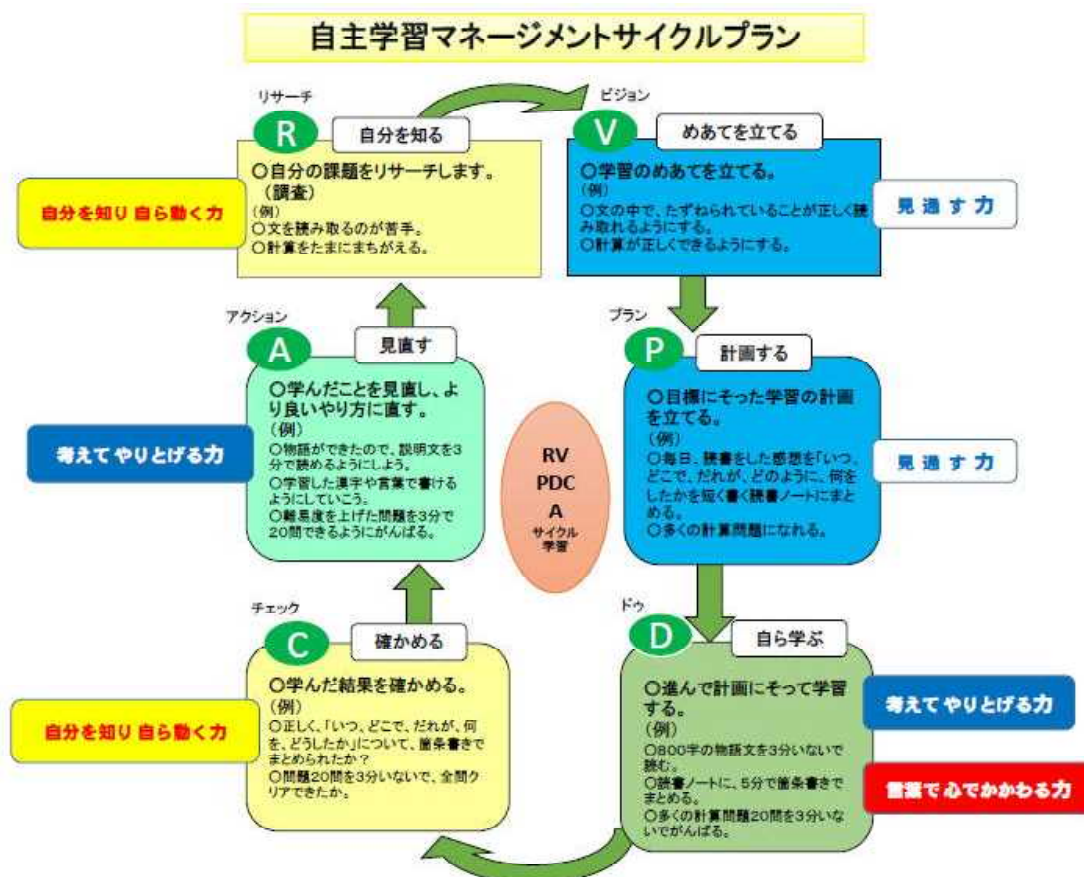 自主学習マネージメントサイクルプラン
リサーチ
R
自分を知る
○自分の課題をリサーチします。
(調査)
(例)
○文を読み取るのが苦手。
○計算をたまにまちがえる。
自分を知り 自ら動く力
ビジョン
V
めあてを立てる
○学習のめあてを立てる。
(例)
○文の中で、たずねられていることが正しく読
み取れるようにする。
○計算が正しくできるようにする。
見通す力
プラン
P
計画する
○目標にそった学習の計画
を立てる。
(例)
○毎日、読書をした感想を「いつ、
どこで、だれが、どのように、何を
したかを短く書く読書ノートにまと
める。
○多くの計算問題になれる。
見通す力
ドゥ
D
自ら学ぶ
○進んで計画にそって学習
する。
(例)
○800字の物語文を3分いないで
読む。
○読書ノートに、5分で箇条書きで
まとめる。
○多くの計算問題20問を3分いな
いでがんばる。
考えて やりとげる力
言葉で 心でかかわる力
チェック
C
確かめる
○学んだ結果を確かめる。
(例)
○正しく、「いつ、どこで、だれが、何
を、どうしたか」について、箇条書きで
まとめられたか?
○問題20問を3分いないで、全問ク
リアできたか。
自分を知り 自ら動く力
アクション
A
見直す
○学んだことを見直し、よ
り良いやり方に直す。
(例)
○物語ができたので、説明文を3
分で読めるようにしよう。
○学習した漢字や言葉で書ける
ようにしていこう。
○難易度を上げた問題を3分で
20問できるようにがんばる。
考えて やりとげる力
RV
PDC
A
サイクル
学習